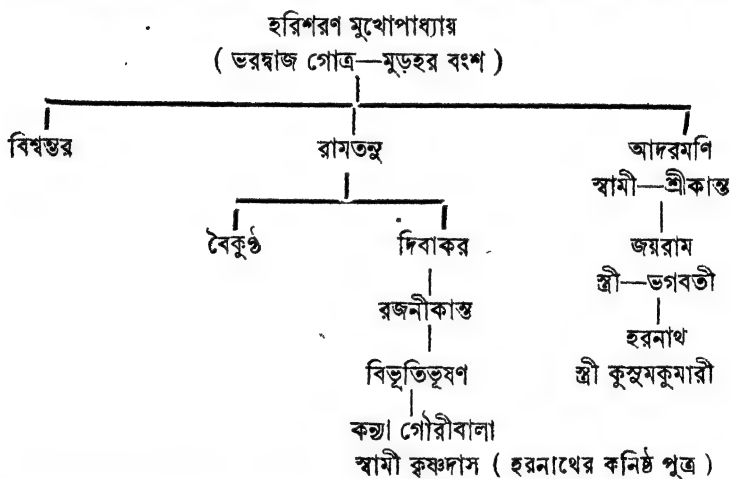 হরিশরণ মুখোপাধ্যায়
( ভরদ্বাজ গোত্র—মুড়হর বংশ )
বিশ্বম্ভর রামতনু আদরমণি
স্বামী—শ্রীকান্ত
বৈকুণ্ঠ দিবাকর জয়রাম
স্ত্রী—ভগবতী
রজনীকান্ত
হরনাথ
বিভূতিভূষণ স্ত্রী কুসুমকুমারী
কন্যা গৌরীবালা
স্বামী কৃষ্ণদাস ( হরনাথের কনিষ্ঠ পুত্র )